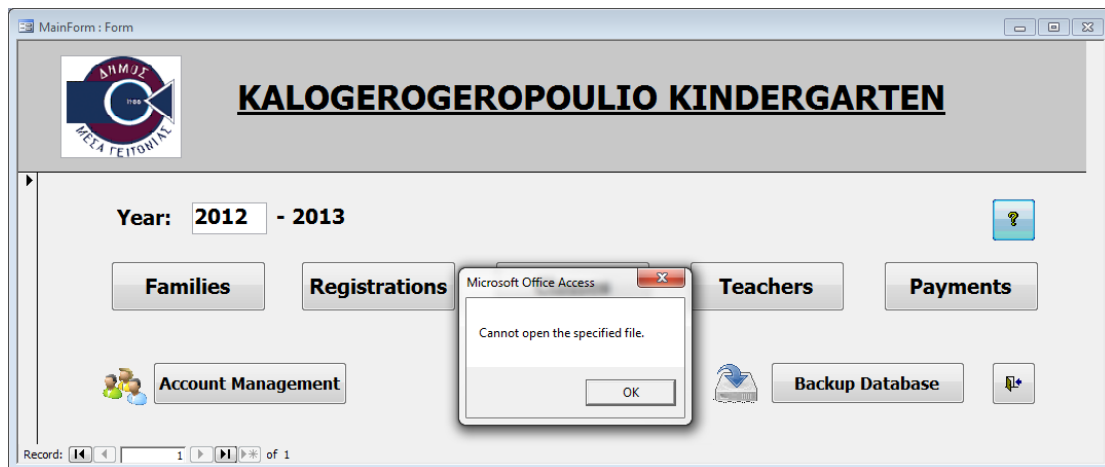 MainForm : Form
ΔΗΜΟΣ
ΜΕΣΑ ΓΕΙΤΟΝΙΑΣ
1986
KALOGEROGEROPOULIO KINDERGARTEN
Year: 2012 - 2013
?
Families
Registrations
Teachers
Payments
Microsoft Office Access
Cannot open the specified file.
OK
Account Management
Backup Database
Record: 1 of 1